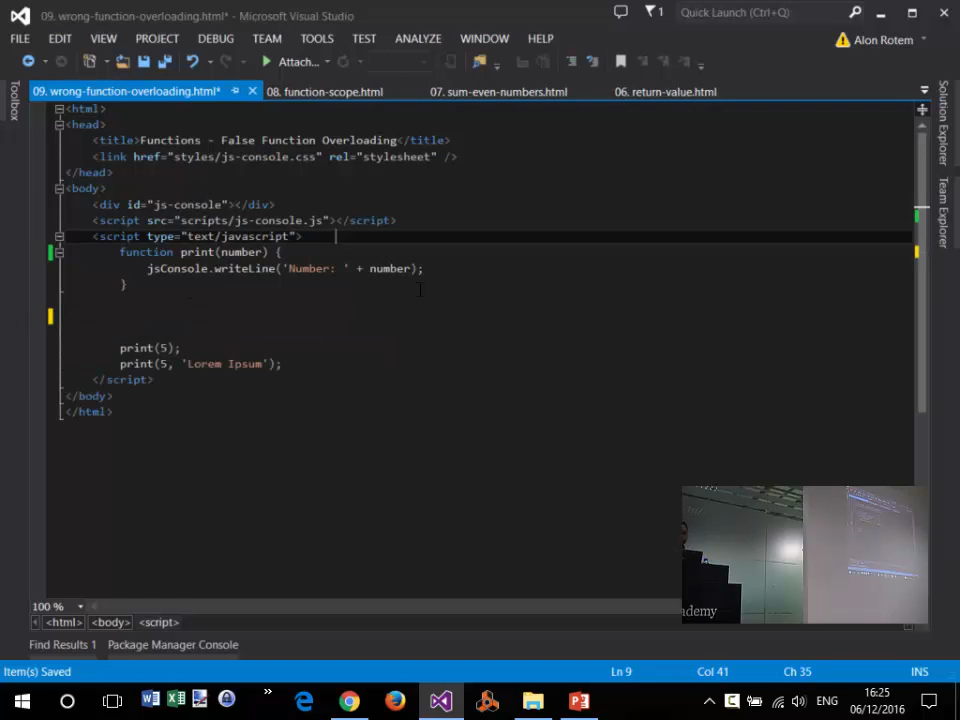 09. wrong-function-overloading.html* - Microsoft Visual Studio
Quick Launch (Ctrl+Q)
FILE EDIT VIEW PROJECT DEBUG TEAM TOOLS TEST ANALYZE WINDOW HELP
Alon Rotem
Attach...
Toolbox
09. wrong-function-overloading.html*
08. function-scope.html
07. sum-even-numbers.html
06. return-value.html
Solution Explorer
Team Explorer
<html>
<head>
<title>Functions - False Function Overloading</title>
<link href="styles/js-console.css" rel="stylesheet" />
</head>
<body>
<div id="js-console"></div>
<script src="scripts/js-console.js"></script>
<script type="text/javascript">
function print(number) {
jsConsole.writeLine('Number: ' + number);
}
print(5);
print(5, 'Lorem Ipsum');
</script>
</body>
</html>
ademy
100 %
<html> <body> <script>
Find Results 1 Package Manager Console
Item(s) Saved Ln 9 Col 41 Ch 35 INS
ENG
16:25
06/12/2016